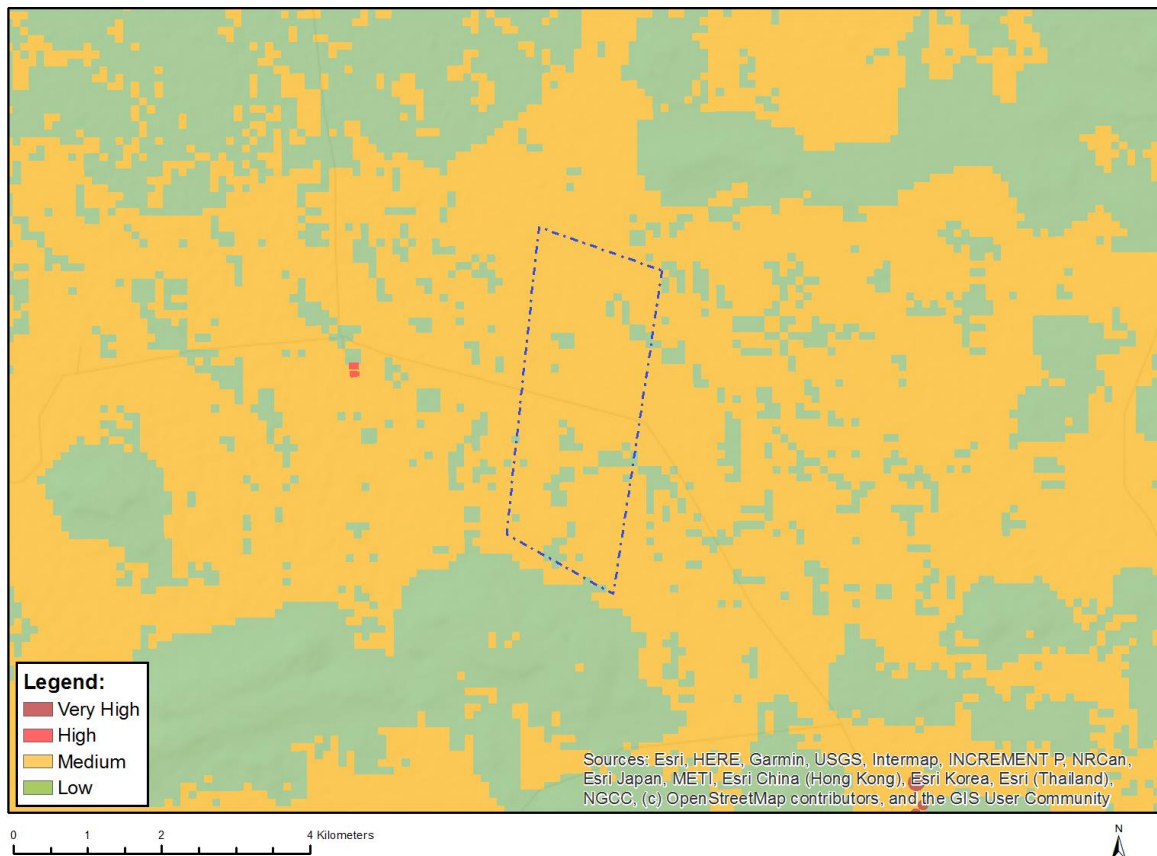 Legend:
Very High
High
Medium
Low
Sources: Esri, HERE, Garmin, USGS, Intermap, INCREMENT P, NRCan,
Esri Japan, METI, Esri China (Hong Kong), Esri Korea, Esri (Thailand),
NGCC, (c) OpenStreetMap contributors, and the GIS User Community
0 1 2 4 Kilometers
N